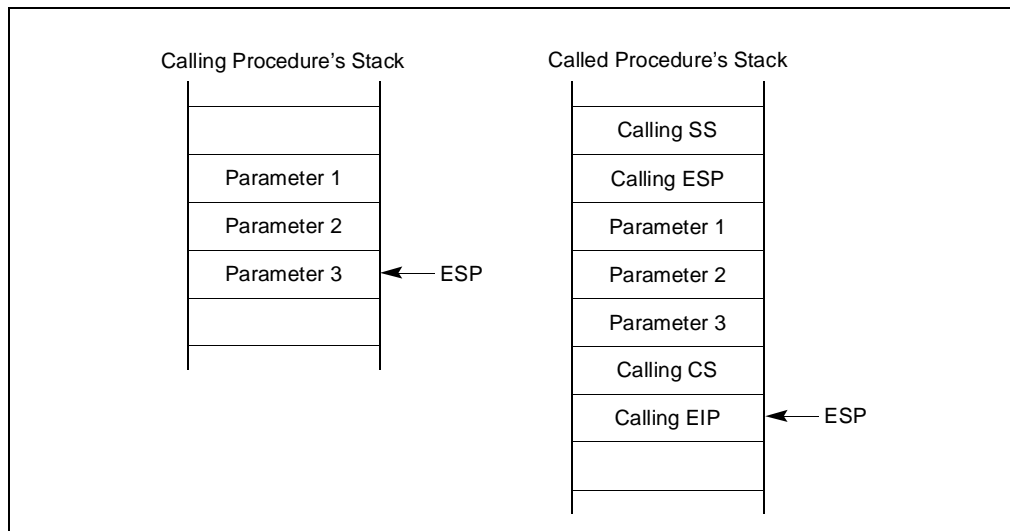 Calling Procedure's Stack
Parameter 1
Parameter 2
Parameter 3
ESP
Called Procedure's Stack
Calling SS
Calling ESP
Parameter 1
Parameter 2
Parameter 3
Calling CS
Calling EIP
ESP